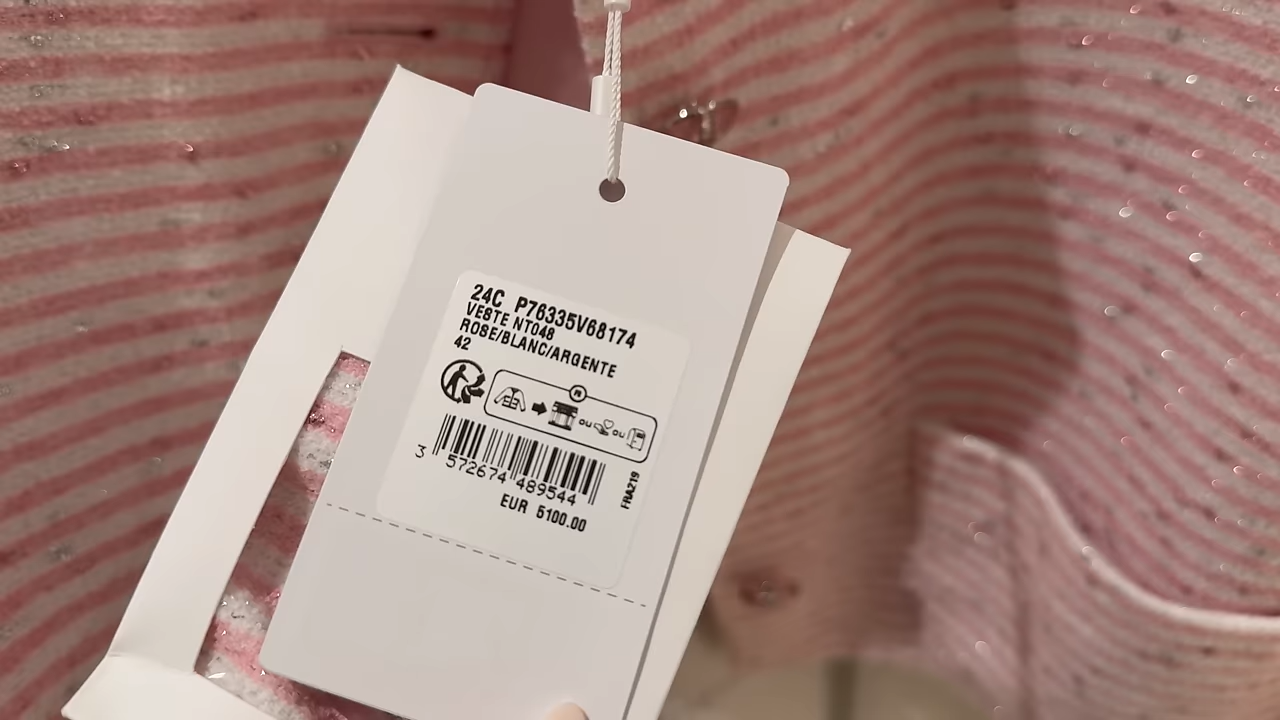 24C P76335V68174
VESTE NT048
ROSE/BLANC/ARGENTE
42
ou ou
3 572674 489544
FRA219
EUR 5100.00